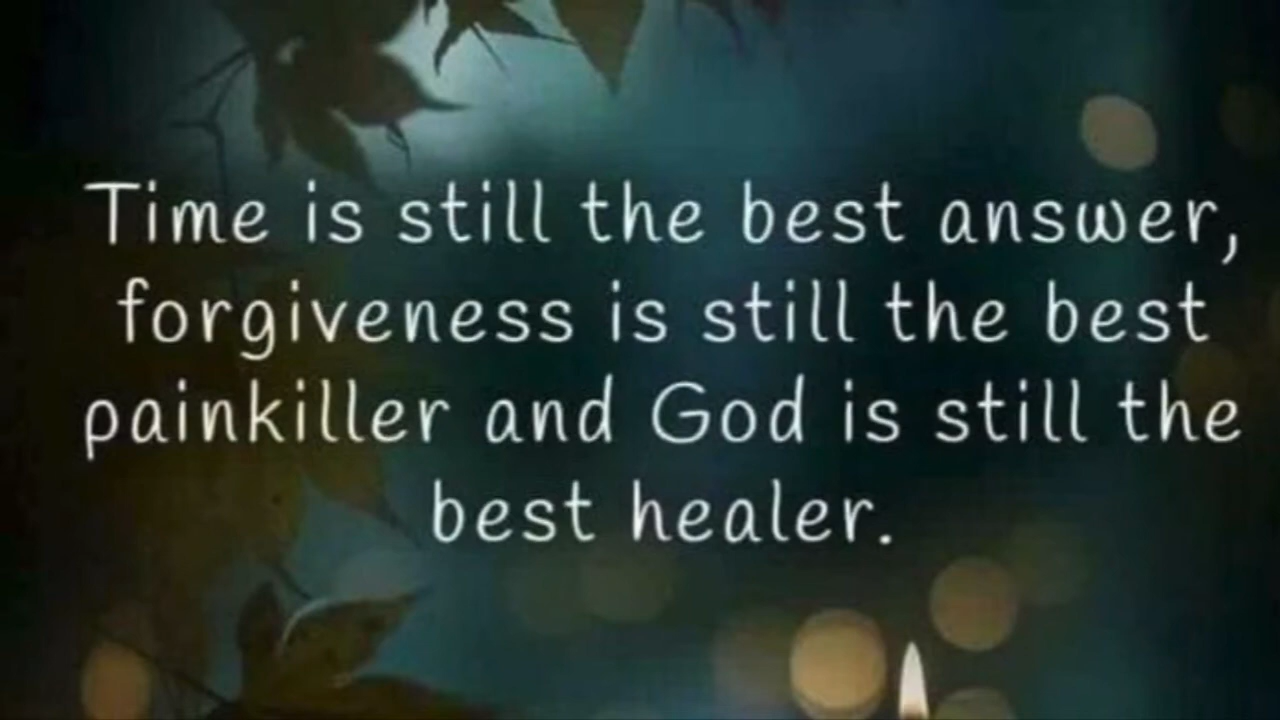 Time is still the best answer,
forgiveness is still the best
painkiller and God is still the
best healer.